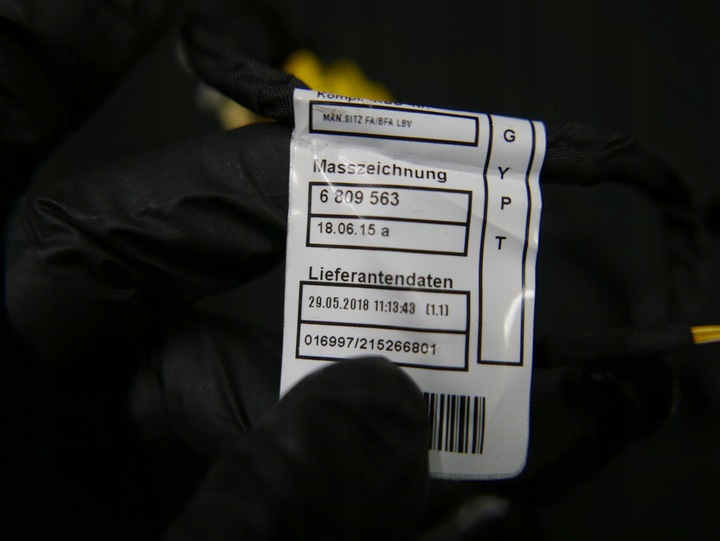 MAN.SITZ FA/BFA LBV
Masszeichnung
6 809 563
18.06.15 a
Lieferantendaten
29.05.2018 11:13:43 (1.1)
016997/215266801
G
Y
P
T